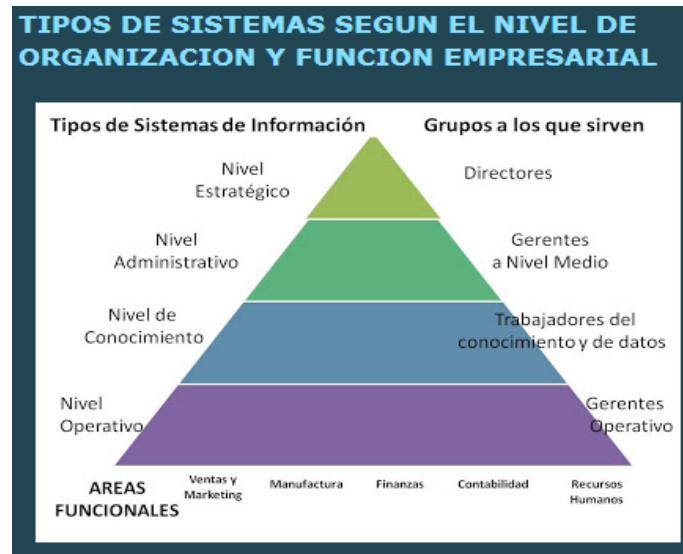 TIPOS DE SISTEMAS SEGUN EL NIVEL DE
ORGANIZACION Y FUNCION EMPRESARIAL
Tipos de Sistemas de Información
Grupos a los que sirven
Nivel
Estratégico
Directores
Nivel
Administrativo
Gerentes
a Nivel Medio
Nivel de
Conocimiento
Trabajadores del
conocimiento y de datos
Nivel
Operativo
Gerentes
Operativo
AREAS
FUNCIONALES
Ventas y
Marketing
Manufactura
Finanzas
Contabilidad
Recursos
Humanos